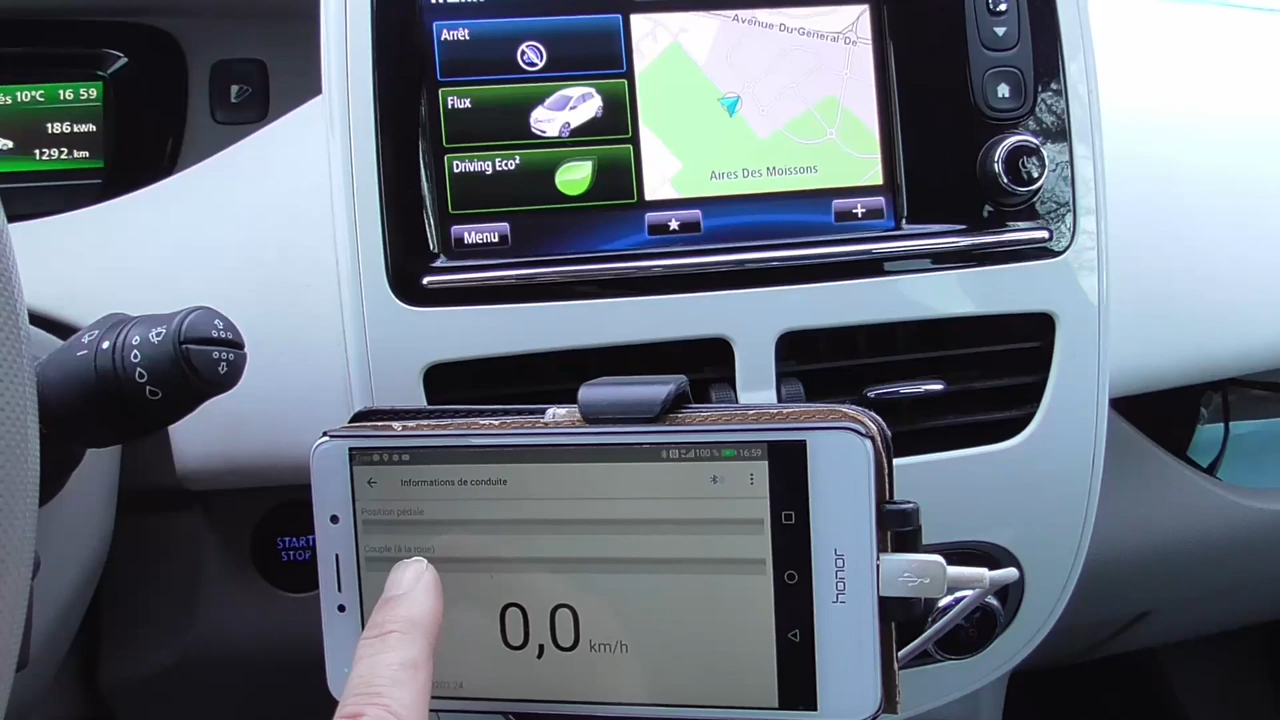 és 10°C 16 59
186 kWh
1292. km
Arrêt
Flux
Driving Eco²
Menu
Avenue Du General De
Aires Des Moissons
START
STOP
100 % 16:59
Informations de conduite
Position pédale
Couple (à la roue)
0,0 km/h
honor